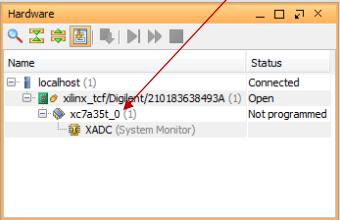 Hardware
Name Status
localhost (1) Connected
xilinx_tcf/Digilent/210183638493A (1) Open
xc7a35t_0 (1) Not programmed
XADC (System Monitor)